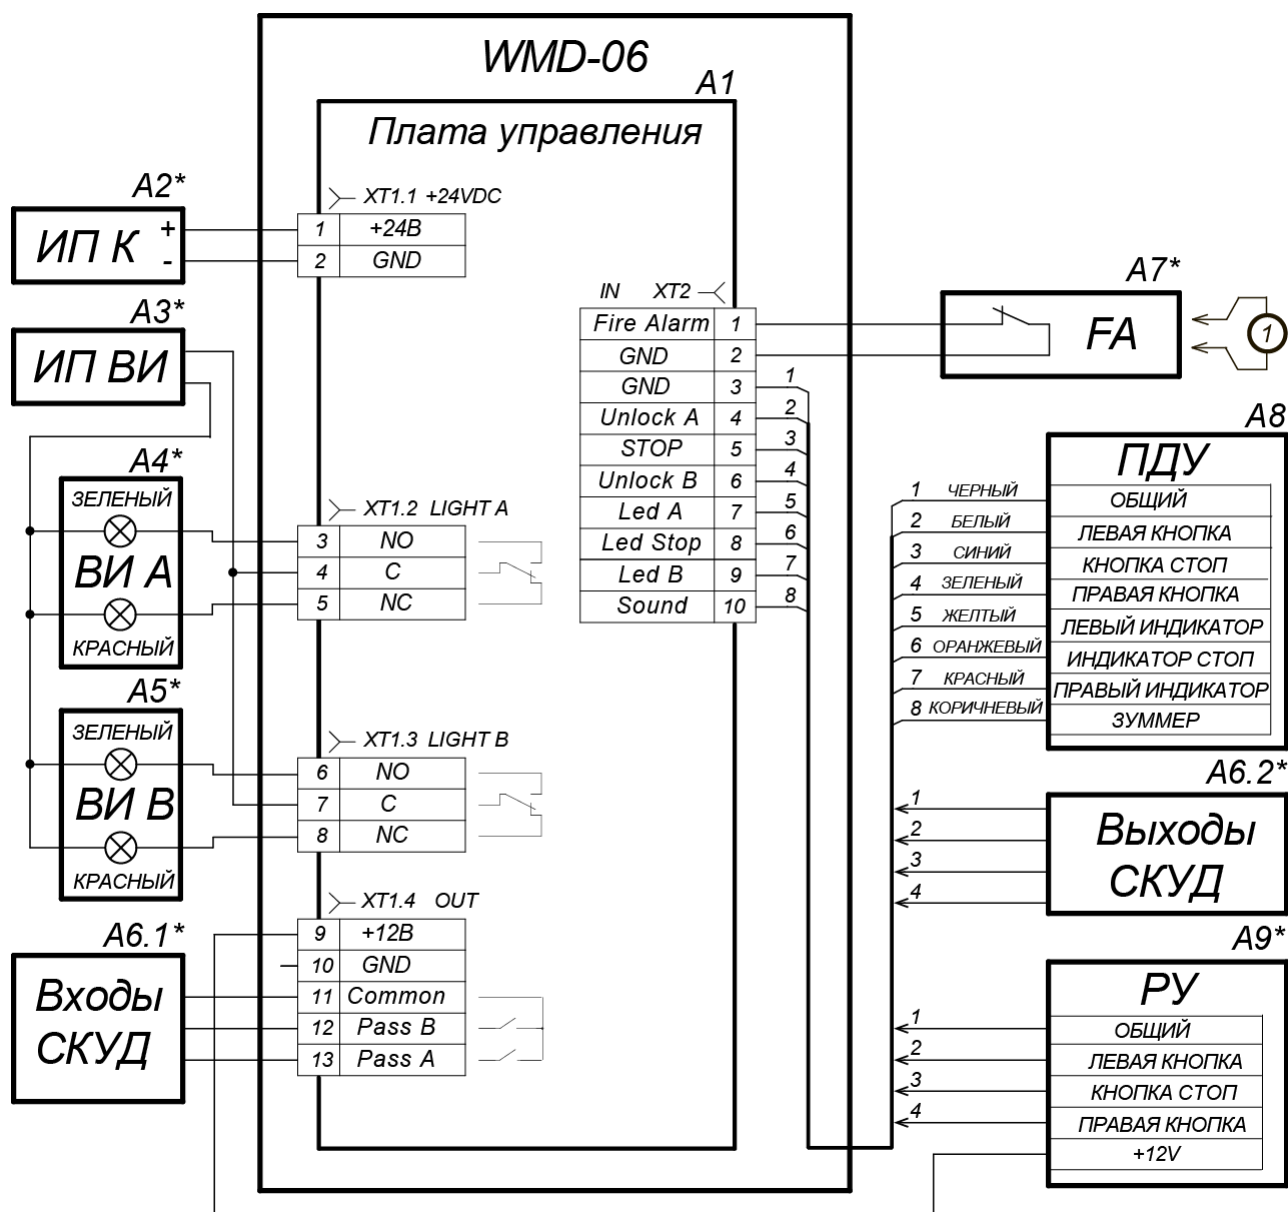 WMD-06
A1
Плата управления
A2*
ИП К + -
XT1.1 +24VDC
1 +24В
2 GND
A3*
ИП ВИ
A4*
ЗЕЛЕНЫЙ
ВИ А
КРАСНЫЙ
XT1.2 LIGHT A
3 NO
4 C
5 NC
A5*
ЗЕЛЕНЫЙ
ВИ В
КРАСНЫЙ
XT1.3 LIGHT B
6 NO
7 C
8 NC
A6.1*
Входы
СКУД
XT1.4 OUT
9 +12В
10 GND
11 Common
12 Pass B
13 Pass A
IN XT2
Fire Alarm 1
GND 2
GND 3 1
Unlock A 4 2
STOP 5 3
Unlock B 6 4
Led A 7 5
Led Stop 8 6
Led B 9 7
Sound 10 8
A7*
FA
1
A8
ПДУ
1 ЧЕРНЫЙ ОБЩИЙ
2 БЕЛЫЙ ЛЕВАЯ КНОПКА
3 СИНИЙ КНОПКА СТОП
4 ЗЕЛЕНЫЙ ПРАВАЯ КНОПКА
5 ЖЕЛТЫЙ ЛЕВЫЙ ИНДИКАТОР
6 ОРАНЖЕВЫЙ ИНДИКАТОР СТОП
7 КРАСНЫЙ ПРАВЫЙ ИНДИКАТОР
8 КОРИЧНЕВЫЙ ЗУММЕР
A6.2*
Выходы
СКУД
1
2
3
4
A9*
РУ
1 ОБЩИЙ
2 ЛЕВАЯ КНОПКА
3 КНОПКА СТОП
4 ПРАВАЯ КНОПКА
+12V